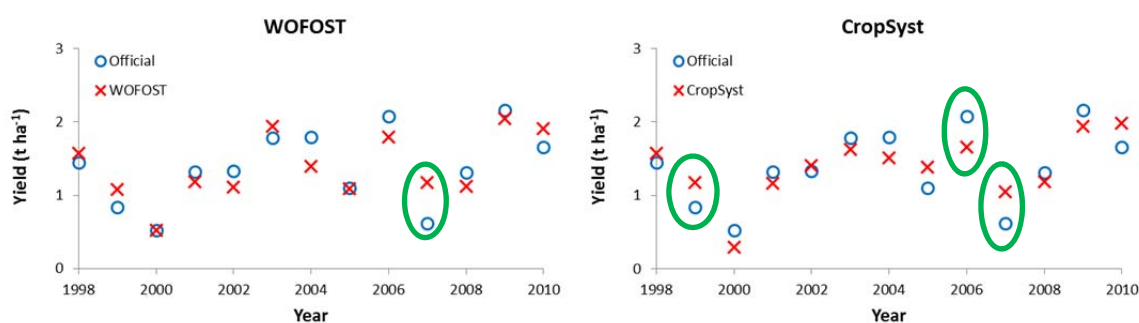 WOFOST
3
2
1
0
Yield (t ha⁻¹)
Official
WOFOST
1998 2000 2002 2004 2006 2008 2010
Year
CropSyst
3
2
1
0
Yield (t ha⁻¹)
Official
CropSyst
1998 2000 2002 2004 2006 2008 2010
Year